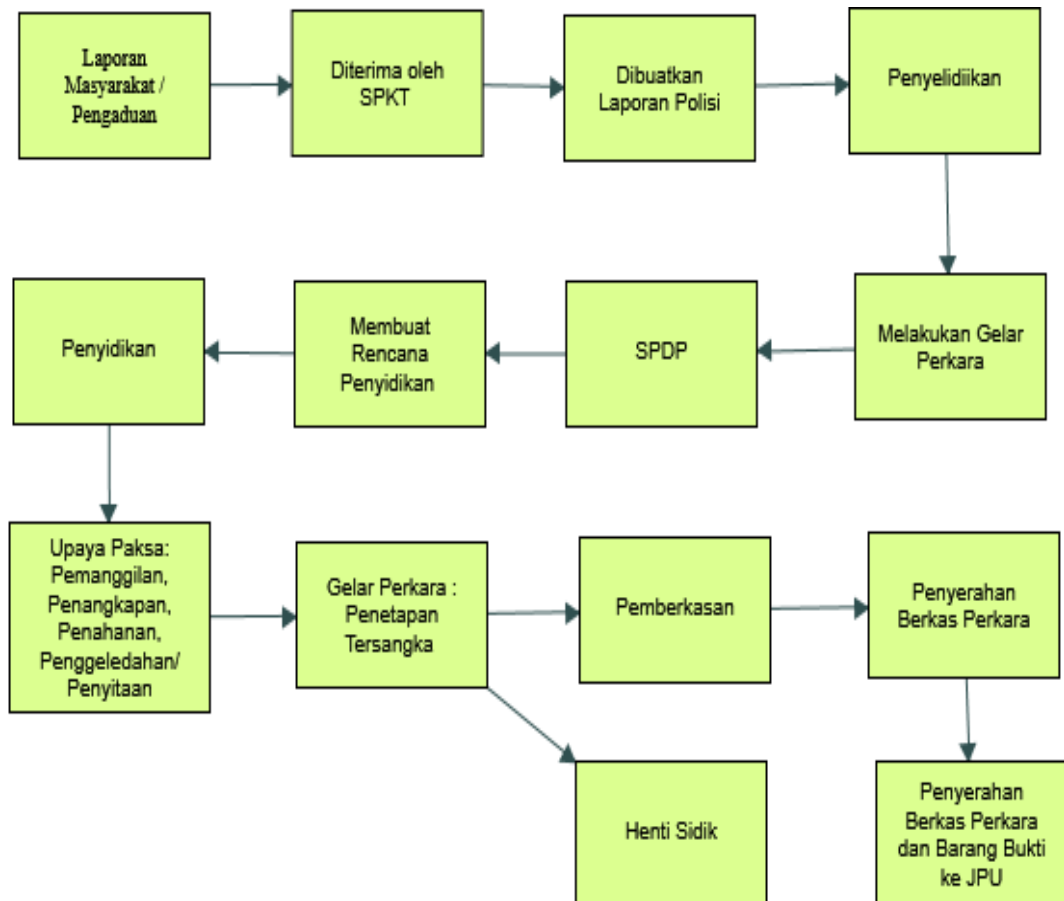 Laporan
Masyarakat /
Pengaduan
Diterima oleh
SPKT
Dibuatkan
Laporan Polisi
Penyelidiikan
Melakukan Gelar
Perkara
SPDP
Membuat
Rencana
Penyidikan
Penyidikan
Upaya Paksa:
Pemanggilan,
Penangkapan,
Penahanan,
Penggeledahan/
Penyitaan
Gelar Perkara :
Penetapan
Tersangka
Pemberkasan
Penyerahan
Berkas Perkara
Henti Sidik
Penyerahan
Berkas Perkara
dan Barang Bukti
ke JPU